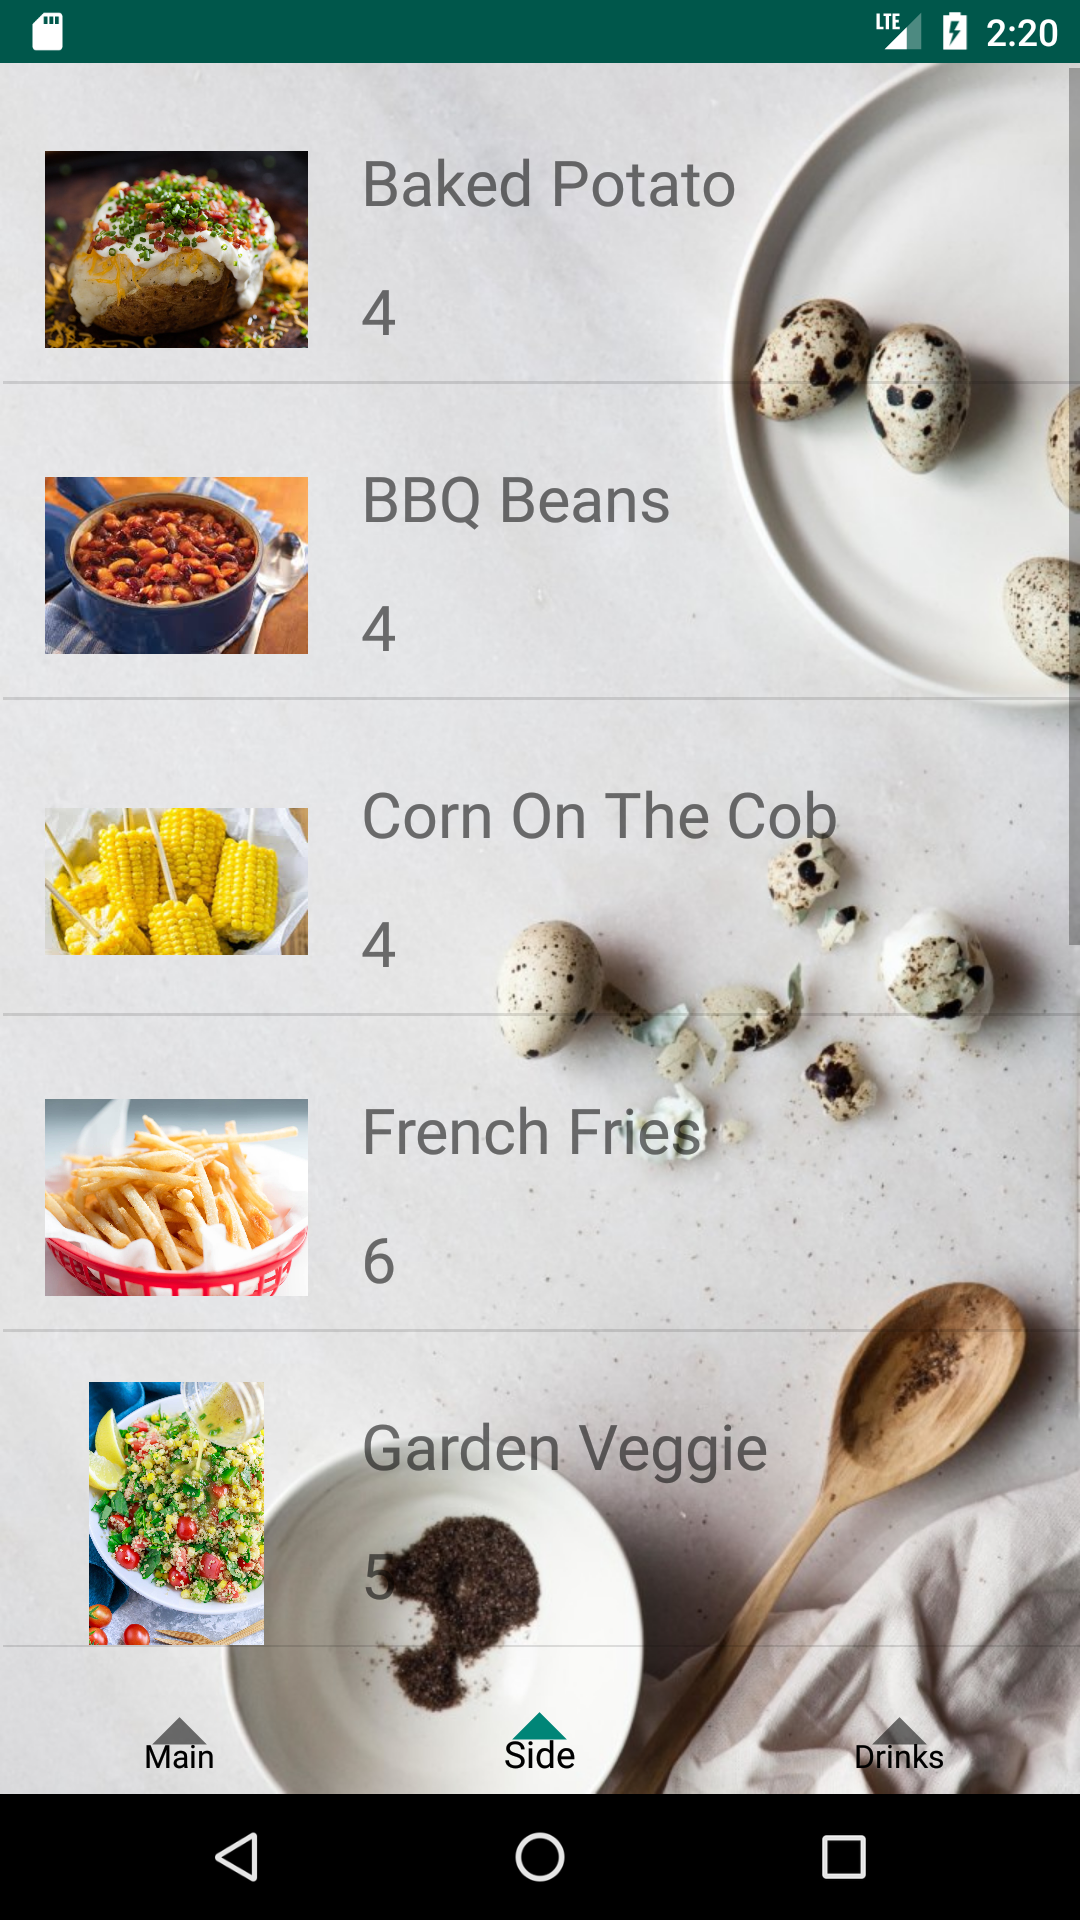 LTE 2:20
Baked Potato
4
BBQ Beans
4
Corn On The Cob
4
French Fries
6
Garden Veggie
5
Main Side Drinks